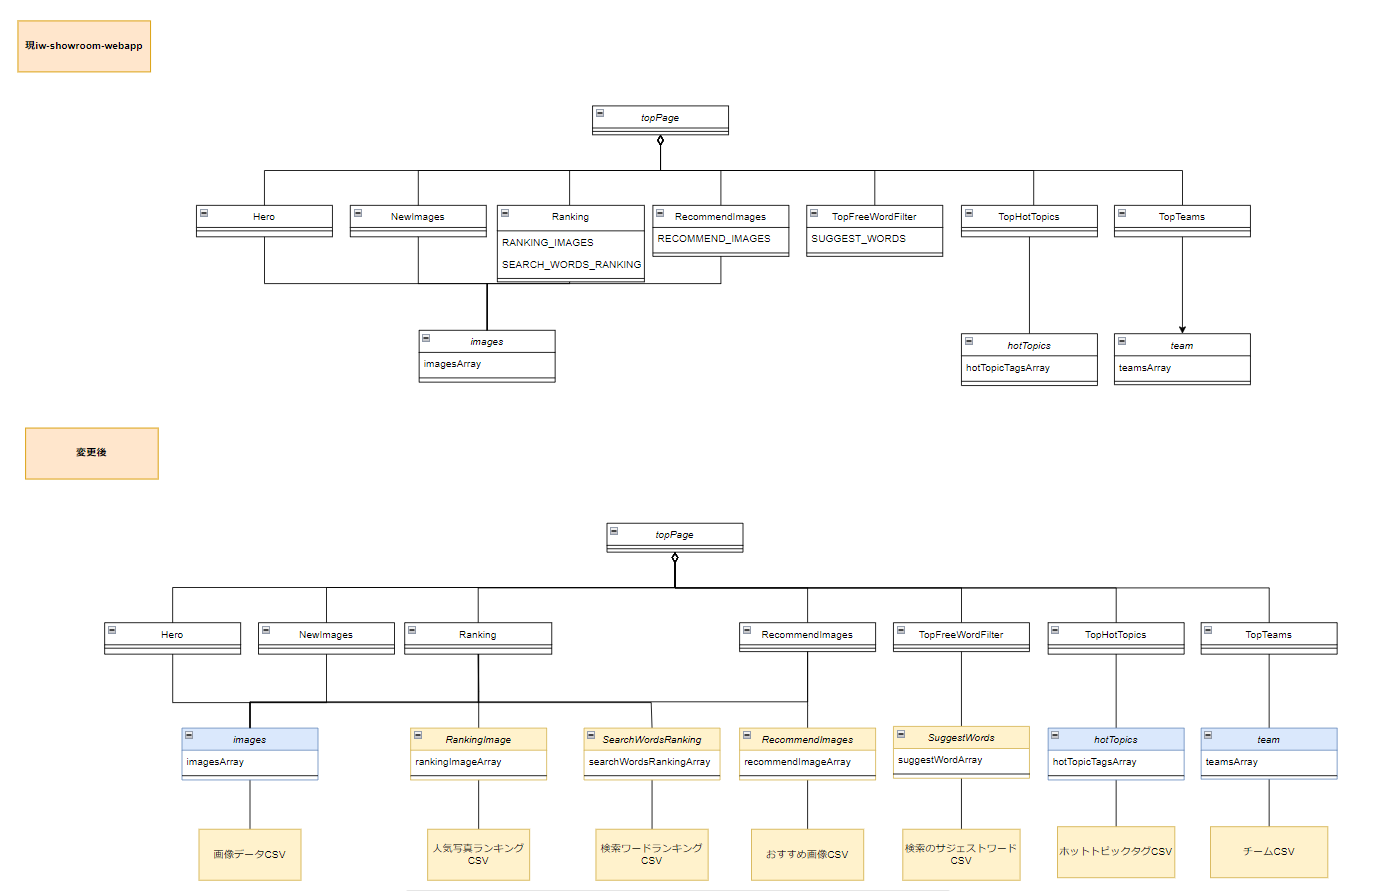 現iw-showroom-webapp
topPage
Hero
NewImages
Ranking
RecommendImages
TopFreeWordFilter
TopHotTopics
TopTeams
RANKING_IMAGES
SEARCH_WORDS_RANKING
RECOMMEND_IMAGES
SUGGEST_WORDS
images
imagesArray
hotTopics
hotTopicTagsArray
team
teamsArray
変更後
topPage
Hero
NewImages
Ranking
RecommendImages
TopFreeWordFilter
TopHotTopics
TopTeams
images
imagesArray
RankingImage
rankingImageArray
SearchWordsRanking
searchWordsRankingArray
RecommendImages
recommendImageArray
SuggestWords
suggestWordArray
hotTopics
hotTopicTagsArray
team
teamsArray
画像データCSV
人気写真ランキング
CSV
検索ワードランキング
CSV
おすすめ画像CSV
検索のサジェストワード
CSV
ホットトピックタグCSV
チームCSV